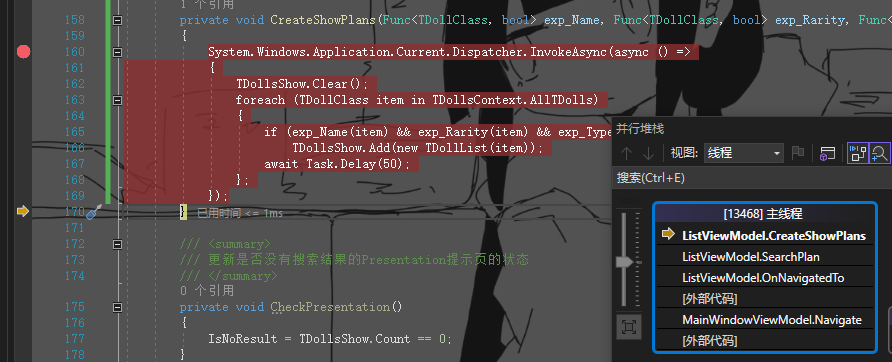 1 个引用
158 private void CreateShowPlans(Func<TDollClass, bool> exp_Name, Func<TDollClass, bool> exp_Rarity, Func
159 {
160 System.Windows.Application.Current.Dispatcher.InvokeAsync(async () =>
161 {
162 TDollsShow.Clear();
163 foreach (TDollClass item in TDollsContext.AllTDolls)
164 {
165 if (exp_Name(item) && exp_Rarity(item) && exp_Type
166 TDollsShow.Add(new TDollList(item));
167 await Task.Delay(50);
168 };
169 });
170 } 已用时间 <= 1ms
171
172 /// <summary>
173 /// 更新是否没有搜索结果的Presentation提示页的状态
174 /// </summary>
0 个引用
175 private void CheckPresentation()
176 {
177 IsNoResult = TDollsShow.Count == 0;
178 }
并行堆栈
视图: 线程
搜索(Ctrl+E)
[13468] 主线程
ListViewModel.CreateShowPlans
ListViewModel.SearchPlan
ListViewModel.OnNavigatedTo
[外部代码]
MainWindowViewModel.Navigate
[外部代码]